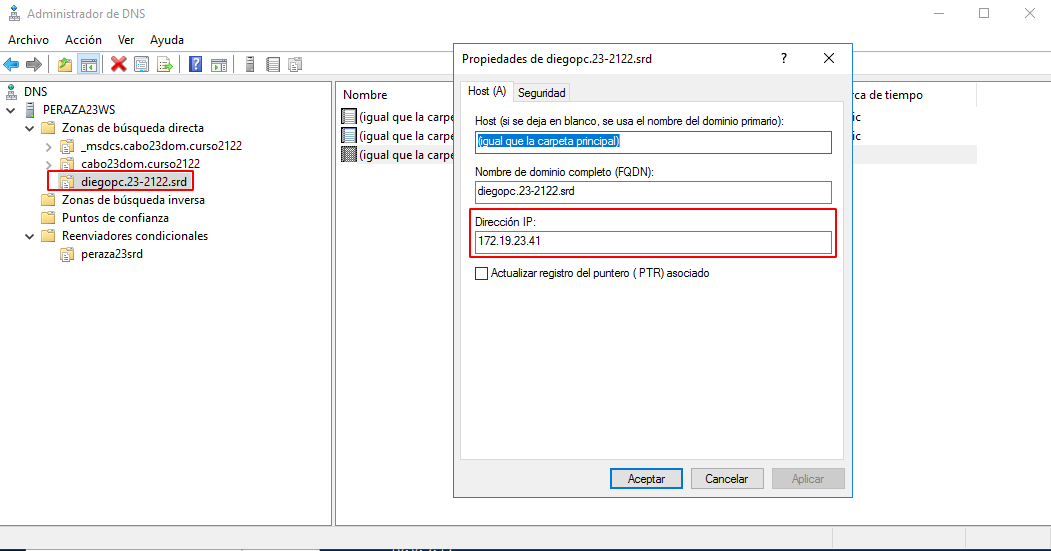 Administrador de DNS
Archivo Acción Ver Ayuda
DNS
PERAZA23WS
Zonas de búsqueda directa
_msdcs.cabo23dom.curso2122
cabo23dom.curso2122
diegopc.23-2122.srd
Zonas de búsqueda inversa
Puntos de confianza
Reenviadores condicionales
peraza23srd
Nombre
(igual que la carpe
(igual que la carpe
(igual que la carpe
rca de tiempo
ic
ic
Propiedades de diegopc.23-2122.srd
Host (A) Seguridad
Host (si se deja en blanco, se usa el nombre del dominio primario):
(igual que la carpeta principal)
Nombre de dominio completo (FQDN):
diegopc.23-2122.srd
Dirección IP:
172.19.23.41
Actualizar registro del puntero ( PTR) asociado
Aceptar Cancelar Aplicar